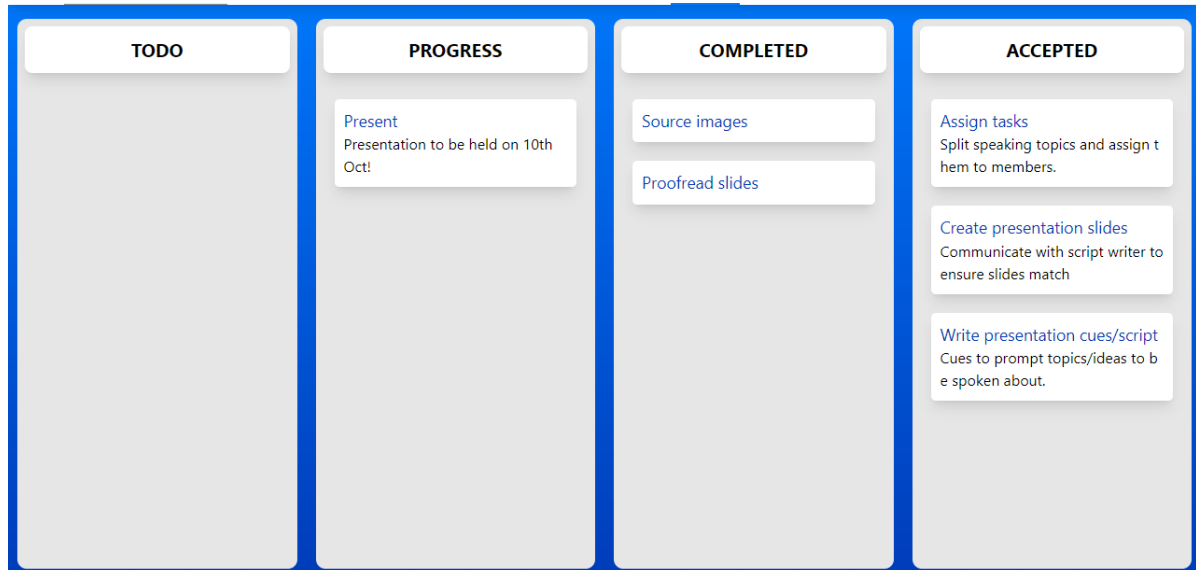 TODO
PROGRESS
Present
Presentation to be held on 10th
Oct!
COMPLETED
Source images
Proofread slides
ACCEPTED
Assign tasks
Split speaking topics and assign t
hem to members.
Create presentation slides
Communicate with script writer to
ensure slides match
Write presentation cues/script
Cues to prompt topics/ideas to b
e spoken about.